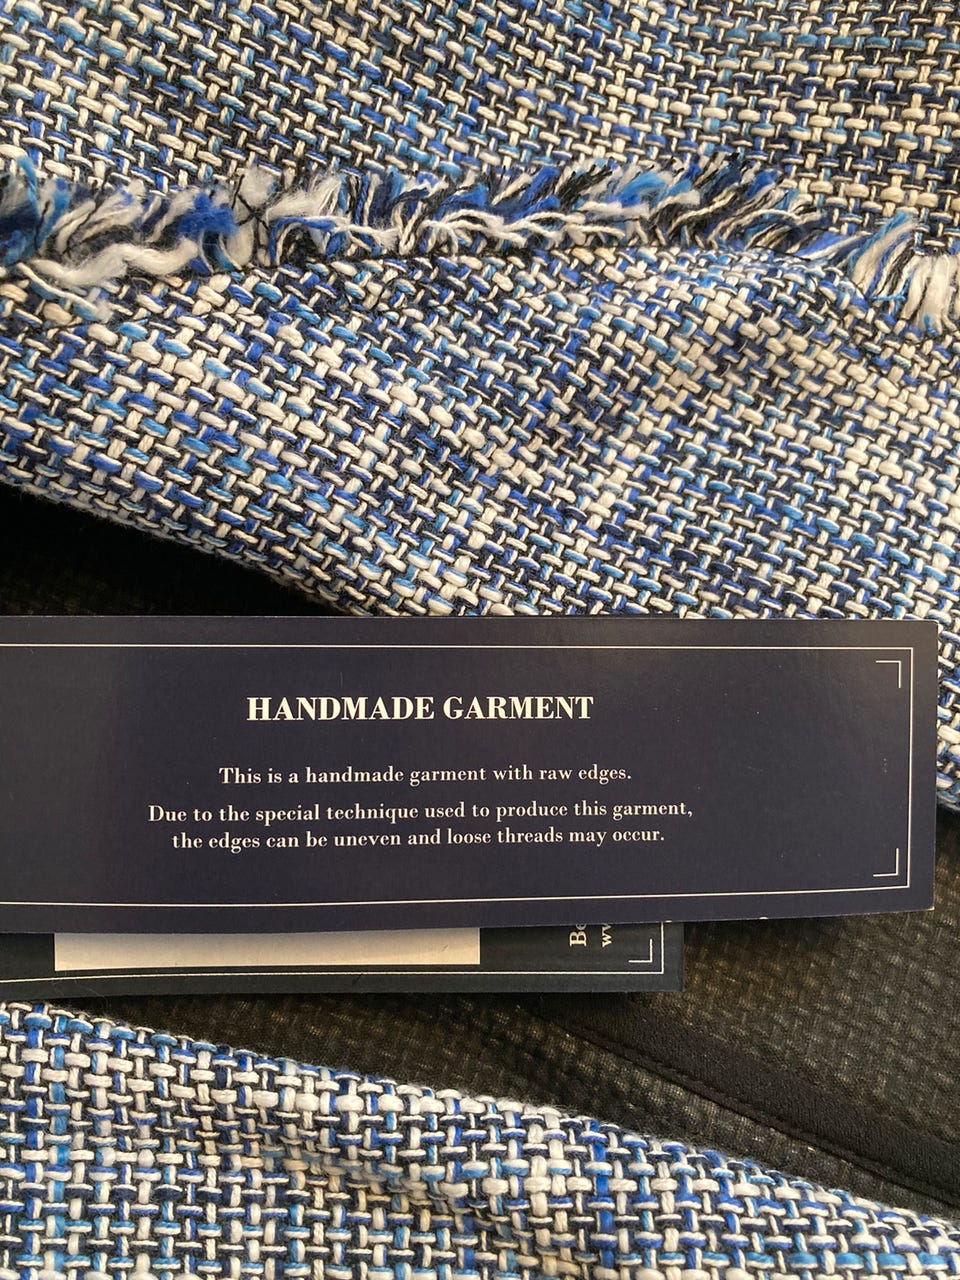 HANDMADE GARMENT
This is a handmade garment with raw edges.
Due to the special technique used to produce this garment,
the edges can be uneven and loose threads may occur.